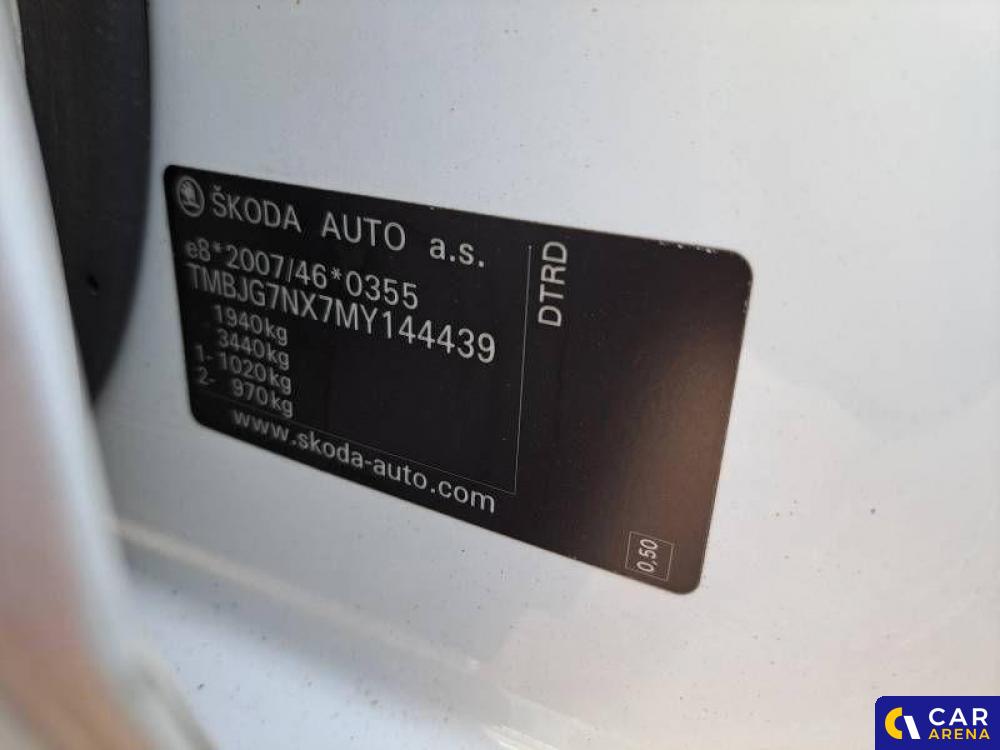 ŠKODA AUTO a.s.
e8*2007/46*0355
TMBJG7NX7MY144439
1940kg
3440kg
1- 1020kg
2- 970kg
www.skoda-auto.com
DTRD
0,50
CAR
ARENA